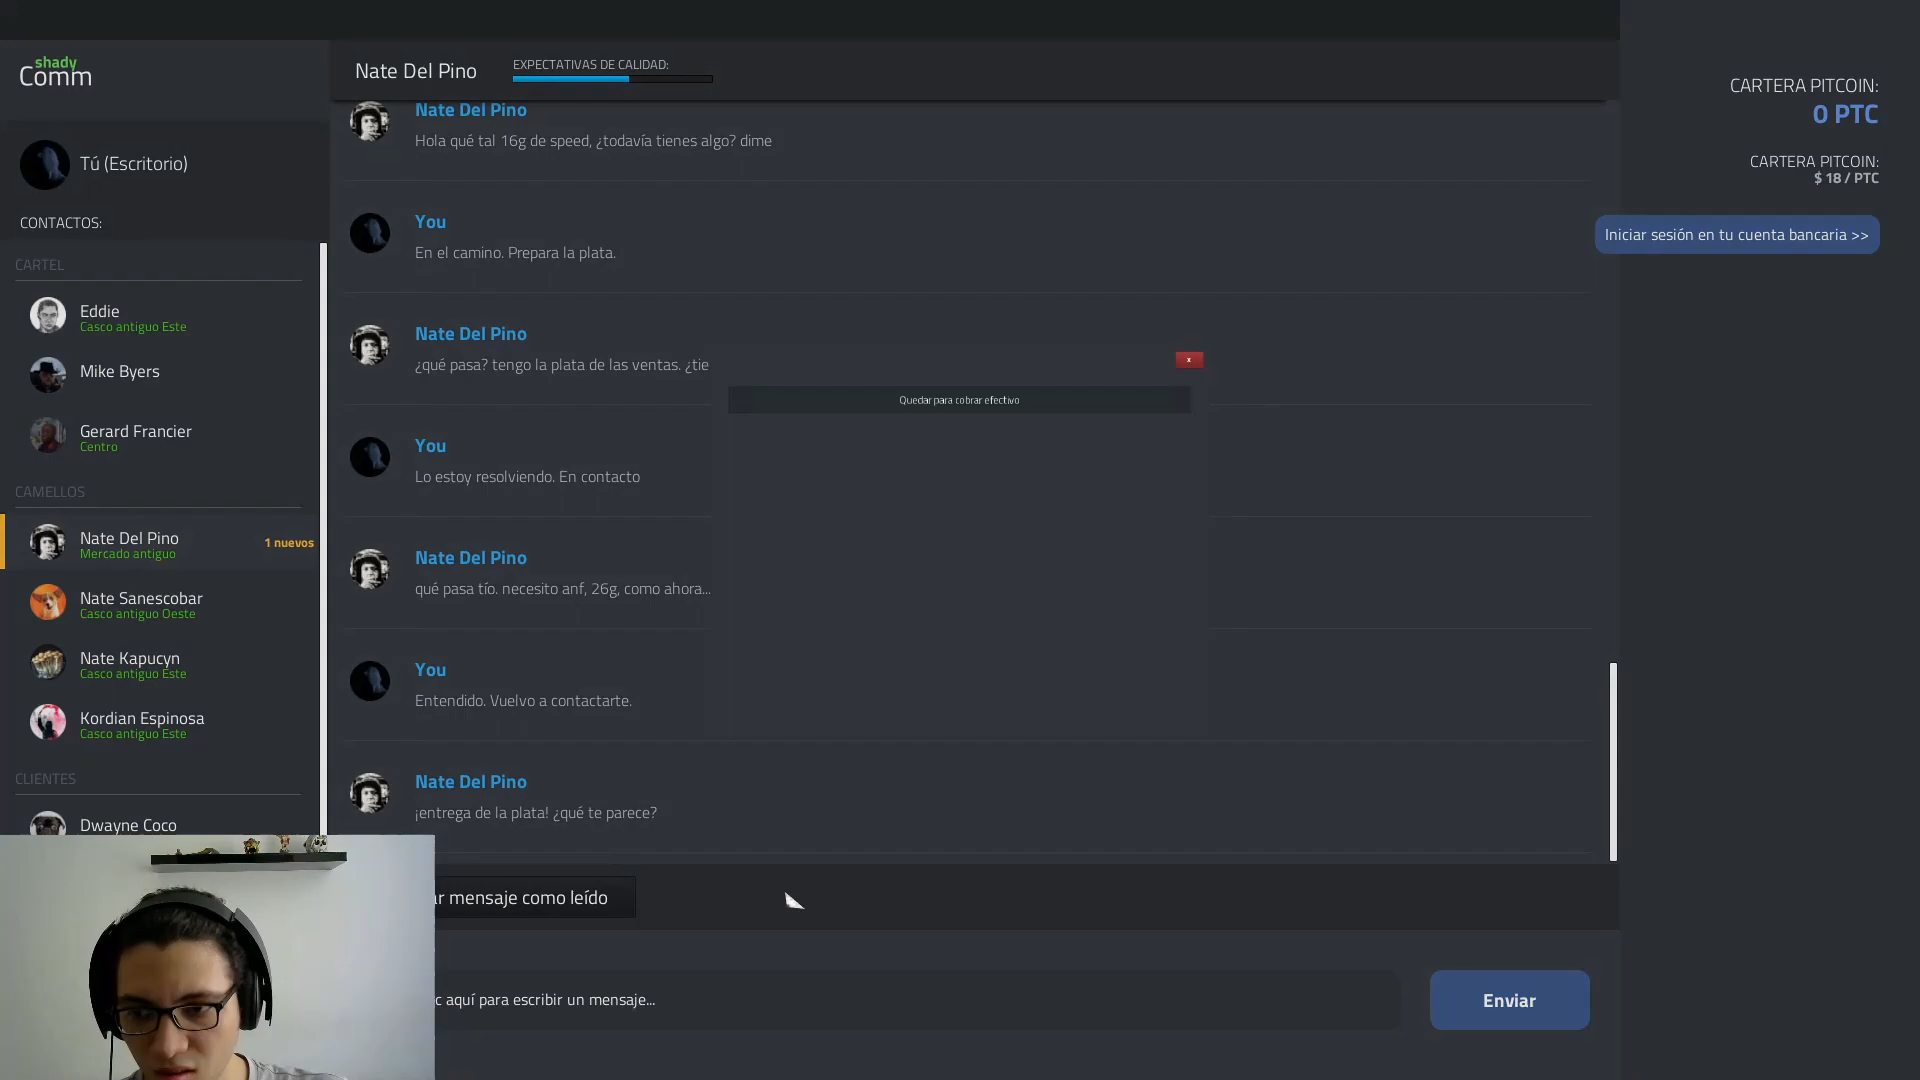 shady
Comm
Tú (Escritorio)
CONTACTOS:
CARTEL
Eddie
Casco antiguo Este
Mike Byers
Gerard Francier
Centro
CAMELLOS
Nate Del Pino
Mercado antiguo
1 nuevos
Nate Sanescobar
Casco antiguo Oeste
Nate Kapucyn
Casco antiguo Este
Kordian Espinosa
Casco antiguo Este
CLIENTES
Dwayne Coco
Nate Del Pino
EXPECTATIVAS DE CALIDAD:
Nate Del Pino
Hola qué tal 16g de speed, ¿todavía tienes algo? dime
You
En el camino. Prepara la plata.
Nate Del Pino
¿qué pasa? tengo la plata de las ventas. ¿tie
You
Lo estoy resolviendo. En contacto
Nate Del Pino
qué pasa tío. necesito anf, 26g, como ahora...
You
Entendido. Vuelvo a contactarte.
Nate Del Pino
¡entrega de la plata! ¿qué te parece?
x
Quedar para cobrar efectivo
ar mensaje como leído
c aquí para escribir un mensaje...
Enviar
CARTERA PITCOIN:
0 PTC
CARTERA PITCOIN:
$ 18 / PTC
Iniciar sesión en tu cuenta bancaria >>